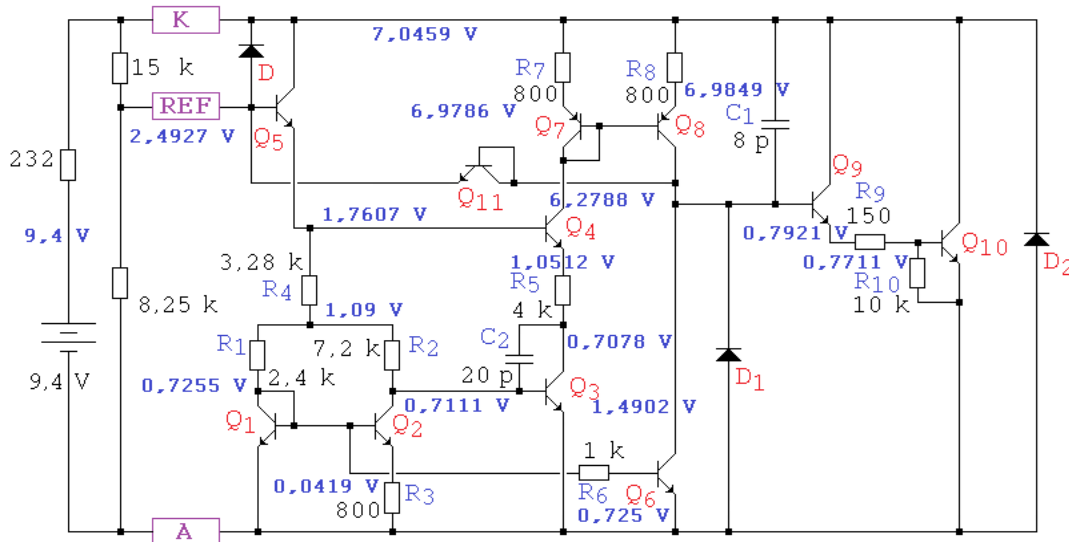 K
7,0459 V
15 k
D
R7
800
R8
800
6,9849 V
REF
2,4927 V
Q5
6,9786 V
Q7
Q8
C1
8 p
232
Q11
6,2788 V
Q9
R9
150
9,4 V
1,7607 V
Q4
0,7921 V
Q10
3,28 k
R4
1,0512 V
0,7711 V
R10
10 k
D2
8,25 k
1,09 V
R5
4 k
R1
7,2 k
R2
C2
0,7078 V
9,4 V
0,7255 V
2,4 k
20 p
Q3
D1
Q1
Q2
0,7111 V
1,4902 V
1 k
0,0419 V
R3
800
R6
Q6
0,725 V
A